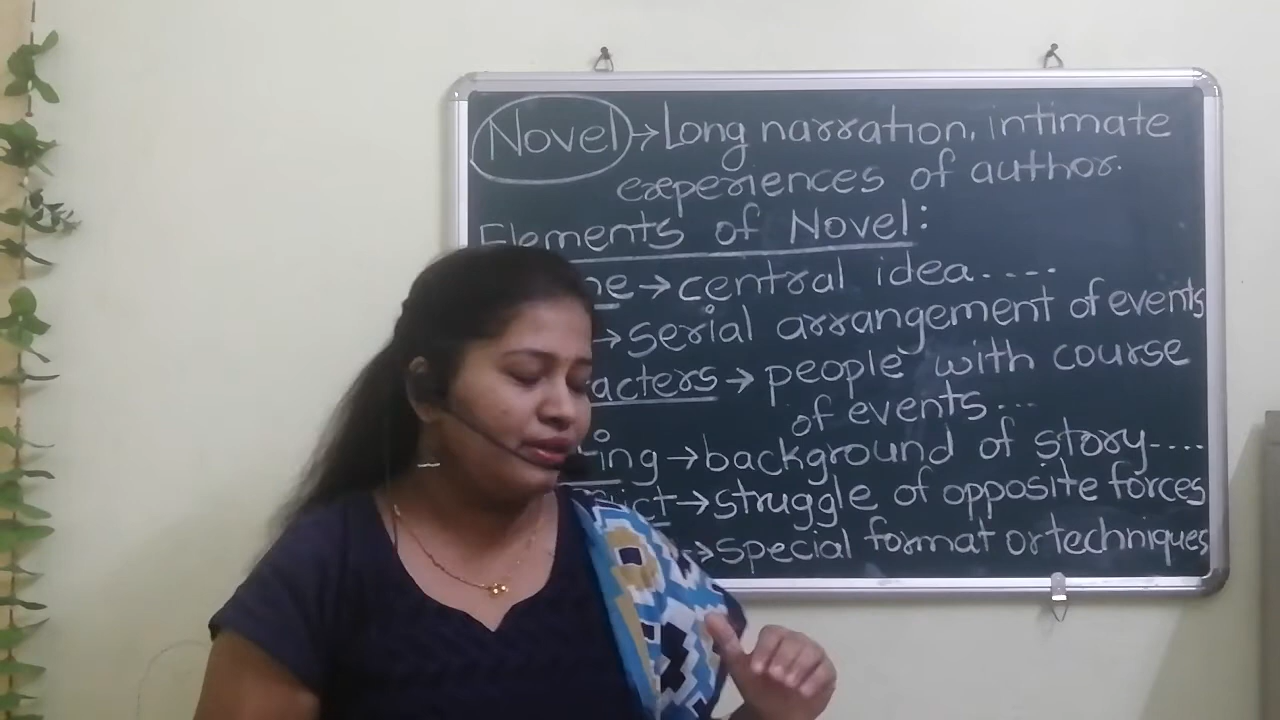 Novel → Long narration, intimate
experiences of author.
Elements of Novel :
→ central idea.....
→ serial arrangement of events
→ people with course
of events...
→ background of story....
→ struggle of opposite forces
→ special format or techniques